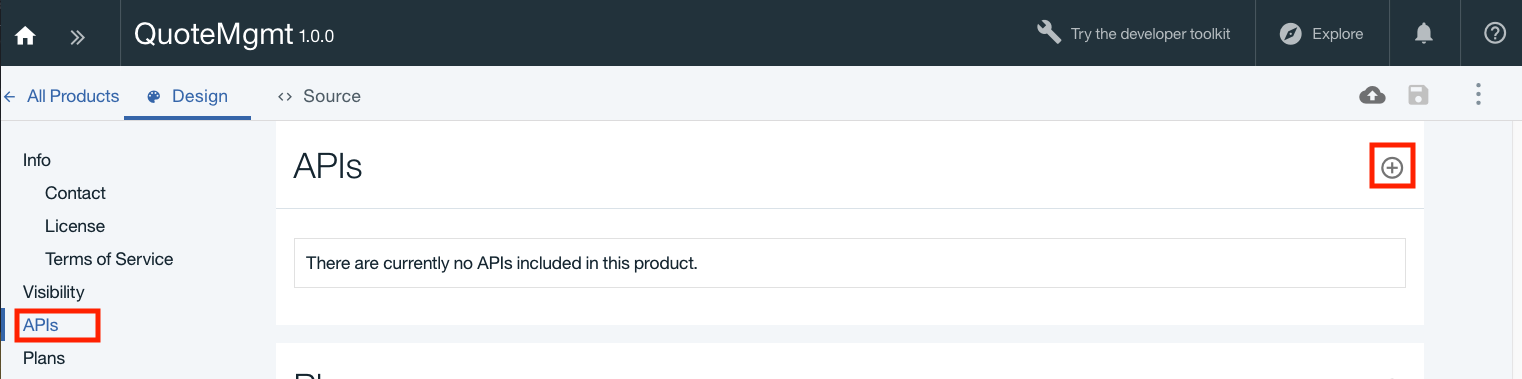 QuoteMgmt 1.0.0
Try the developer toolkit
Explore
All Products
Design
Source
Info
Contact
License
Terms of Service
Visibility
APIs
Plans
APIs
There are currently no APIs included in this product.